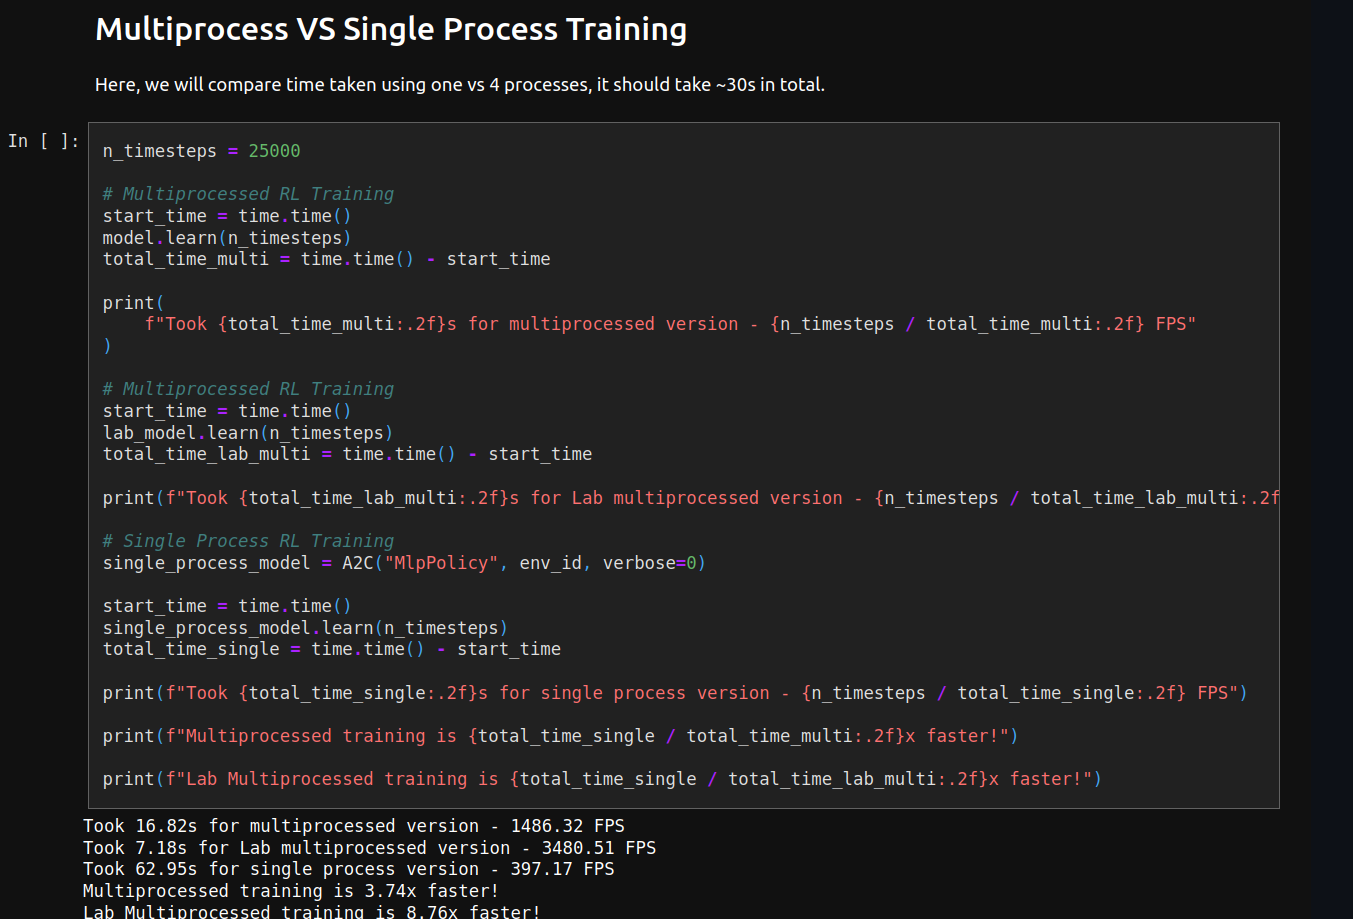 Multiprocess VS Single Process Training
Here, we will compare time taken using one vs 4 processes, it should take ~30s in total.
In [ ]:
n_timesteps = 25000
# Multiprocessed RL Training
start_time = time.time()
model.learn(n_timesteps)
total_time_multi = time.time() - start_time
print(
    f"Took {total_time_multi:.2f}s for multiprocessed version - {n_timesteps / total_time_multi:.2f} FPS"
)
# Multiprocessed RL Training
start_time = time.time()
lab_model.learn(n_timesteps)
total_time_lab_multi = time.time() - start_time
print(f"Took {total_time_lab_multi:.2f}s for Lab multiprocessed version - {n_timesteps / total_time_lab_multi:.2f
# Single Process RL Training
single_process_model = A2C("MlpPolicy", env_id, verbose=0)
start_time = time.time()
single_process_model.learn(n_timesteps)
total_time_single = time.time() - start_time
print(f"Took {total_time_single:.2f}s for single process version - {n_timesteps / total_time_single:.2f} FPS")
print(f"Multiprocessed training is {total_time_single / total_time_multi:.2f}x faster!")
print(f"Lab Multiprocessed training is {total_time_single / total_time_lab_multi:.2f}x faster!")
Took 16.82s for multiprocessed version - 1486.32 FPS
Took 7.18s for Lab multiprocessed version - 3480.51 FPS
Took 62.95s for single process version - 397.17 FPS
Multiprocessed training is 3.74x faster!
Lab Multiprocessed training is 8.76x faster!